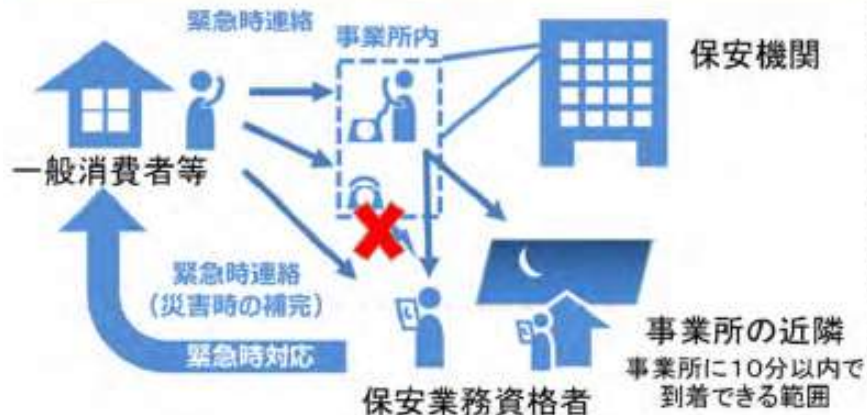 緊急時連絡
事業所内
保安機関
一般消費者等
緊急時連絡
(災害時の補完)
緊急時対応
保安業務資格者
事業所の近隣
事業所に10分以内で
到着できる範囲